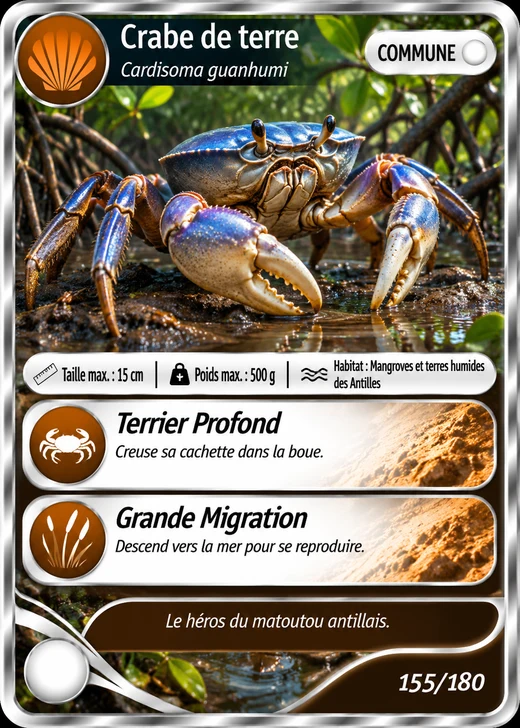 Crabe de terre
Cardisoma guanhumi
COMMUNE
Taille max. : 15 cm
Poids max. : 500 g
Habitat : Mangroves et terres humides
des Antilles
Terrier Profond
Creuse sa cachette dans la boue.
Grande Migration
Descend vers la mer pour se reproduire.
Le héros du matoutou antillais.
155/180